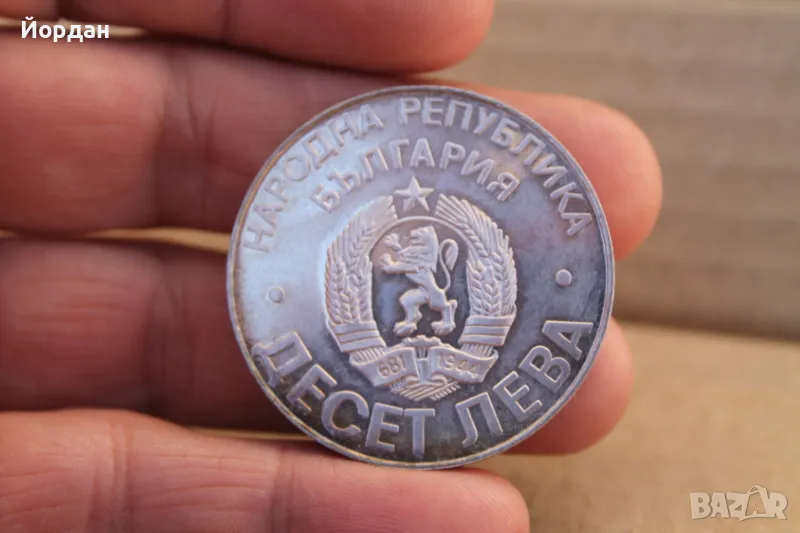 Йордан
НАРОДНА РЕПУБЛИКА
БЪЛГАРИЯ
681 1944
ДЕСЕТ ЛЕВА
BAZAR